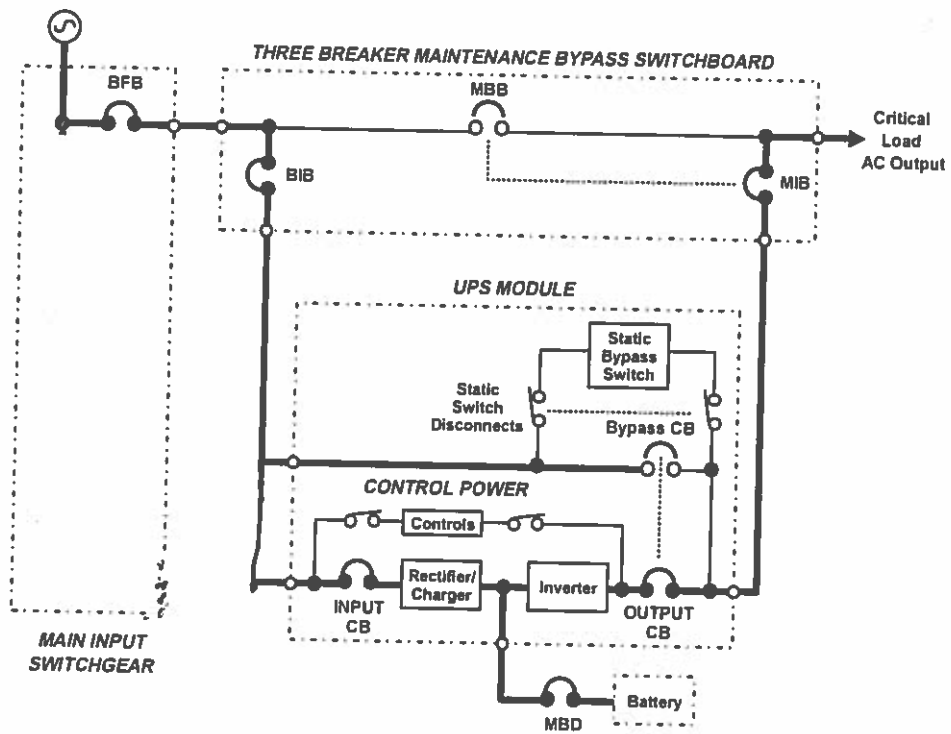 THREE BREAKER MAINTENANCE BYPASS SWITCHBOARD
BFB
MBB
Critical
Load
AC Output
BIB
MIB
UPS MODULE
Static
Bypass
Switch
Static
Switch
Disconnects
Bypass CB
CONTROL POWER
Controls
Rectifier/
Charger
Inverter
INPUT
CB
OUTPUT
CB
MAIN INPUT
SWITCHGEAR
MBD
Battery